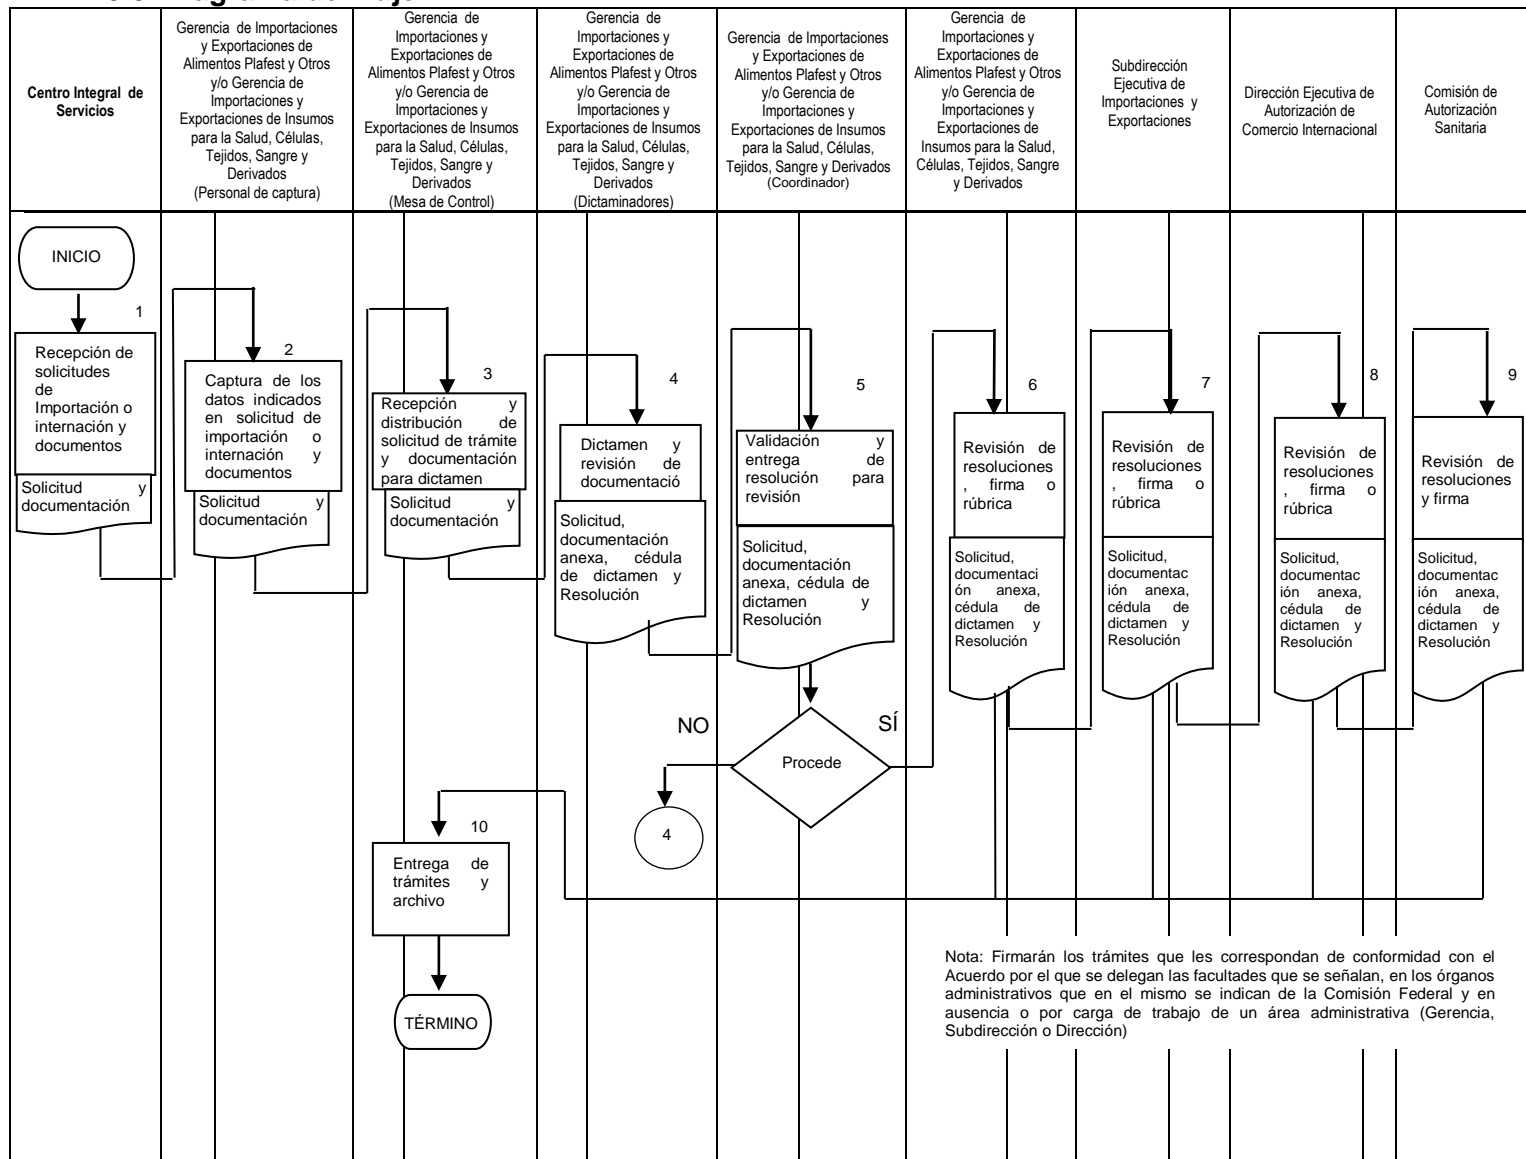 Centro Integral de
Servicios
Gerencia de Importaciones
y Exportaciones de
Alimentos Plafest y Otros
y/o Gerencia de
Importaciones y
Exportaciones de Insumos
para la Salud, Células,
Tejidos, Sangre y
Derivados
(Personal de captura)
Gerencia de
Importaciones y
Exportaciones de
Alimentos Plafest y Otros
y/o Gerencia de
Importaciones y
Exportaciones de Insumos
para la Salud, Células,
Tejidos, Sangre y
Derivados
(Mesa de Control)
Gerencia de
Importaciones y
Exportaciones de
Alimentos Plafest y Otros
y/o Gerencia de
Importaciones y
Exportaciones de Insumos
para la Salud, Células,
Tejidos, Sangre y
Derivados
(Dictaminadores)
Gerencia de Importaciones
y Exportaciones de
Alimentos Plafest y Otros
y/o Gerencia de
Importaciones y
Exportaciones de Insumos
para la Salud, Células,
Tejidos, Sangre y Derivados
(Coordinador)
Gerencia de
Importaciones y
Exportaciones de
Alimentos Plafest y Otros
y/o Gerencia de
Importaciones y
Exportaciones de
Insumos para la Salud,
Células, Tejidos, Sangre
y Derivados
Subdirección
Ejecutiva de
Importaciones y
Exportaciones
Dirección Ejecutiva de
Autorización de
Comercio Internacional
Comisión de
Autorización
Sanitaria
INICIO
1
Recepción de
solicitudes
de
Importación o
internación y
documentos
Solicitud y
documentación
2
Captura de los
datos indicados
en solicitud de
importación o
internación y
documentos
Solicitud y
documentación
3
Recepción y
distribución de
solicitud de trámite
y documentación
para dictamen
Solicitud y
documentación
4
Dictamen y
revisión de
documentació
Solicitud,
documentación
anexa, cédula
de dictamen y
Resolución
5
Validación y
entrega de
resolución para
revisión
Solicitud,
documentación
anexa, cédula de
dictamen y
Resolución
6
Revisión de
resoluciones
, firma o
rúbrica
Solicitud,
documentaci
ón anexa,
cédula de
dictamen y
Resolución
7
Revisión de
resoluciones
, firma o
rúbrica
Solicitud,
documentac
ión anexa,
cédula de
dictamen y
Resolución
8
Revisión de
resoluciones
, firma o
rúbrica
Solicitud,
documentac
ión anexa,
cédula de
dictamen y
Resolución
9
Revisión de
resoluciones
y firma
Solicitud,
documentac
ión anexa,
cédula de
dictamen y
Resolución
NO
SÍ
Procede
4
10
Entrega de
trámites y
archivo
TÉRMINO
Nota: Firmarán los trámites que les correspondan de conformidad con el
Acuerdo por el que se delegan las facultades que se señalan, en los órganos
administrativos que en el mismo se indican de la Comisión Federal y en
ausencia o por carga de trabajo de un área administrativa (Gerencia,
Subdirección o Dirección)